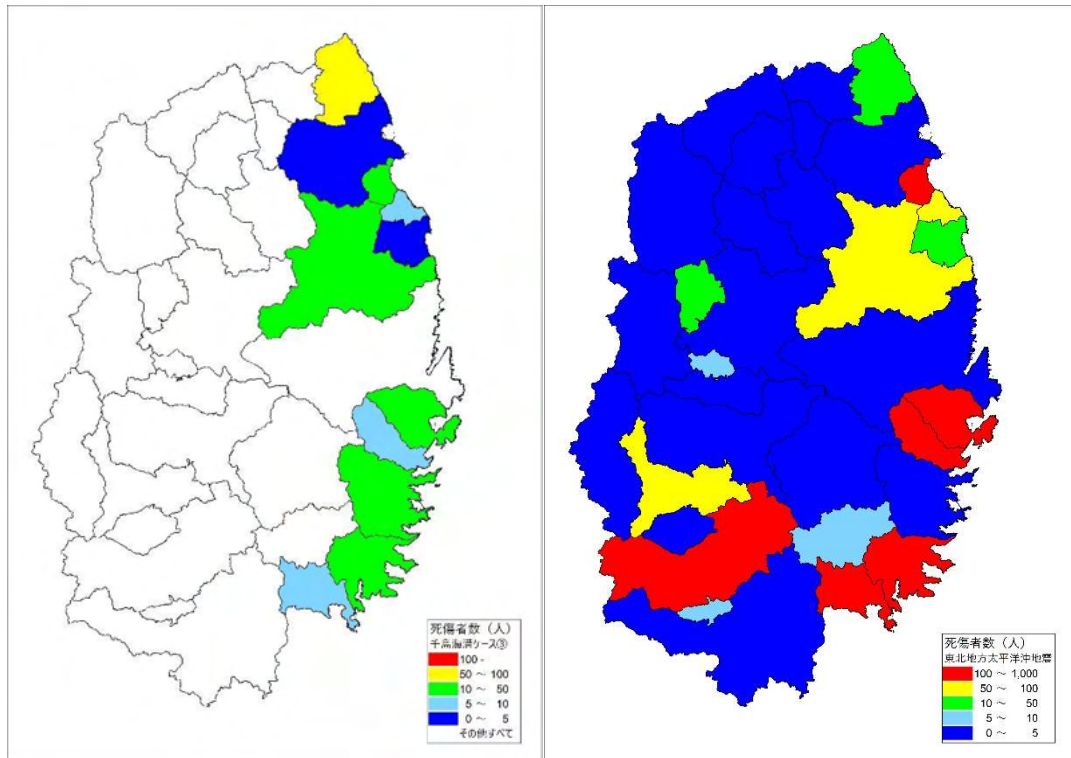 死傷者数（人）
千島海溝ケース③
100 -
50 ～ 100
10 ～ 50
5 ～ 10
0 ～ 5
その他すべて
死傷者数（人）
東北地方太平洋沖地震
100 ～ 1,000
50 ～ 100
10 ～ 50
5 ～ 10
0 ～ 5